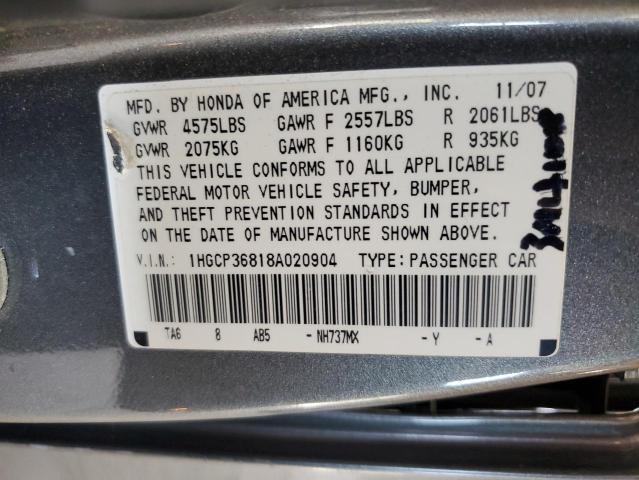 MFD. BY HONDA OF AMERICA MFG., INC. 11/07
GVWR 4575LBS GAWR F 2557LBS R 2061LBS
GVWR 2075KG GAWR F 1160KG R 935KG
THIS VEHICLE CONFORMS TO ALL APPLICABLE
FEDERAL MOTOR VEHICLE SAFETY, BUMPER,
AND THEFT PREVENTION STANDARDS IN EFFECT
ON THE DATE OF MANUFACTURE SHOWN ABOVE.
V.I.N.: 1HGCP36818A020904 TYPE: PASSENGER CAR
TA6 8 AB5 - NH737MX - Y - A